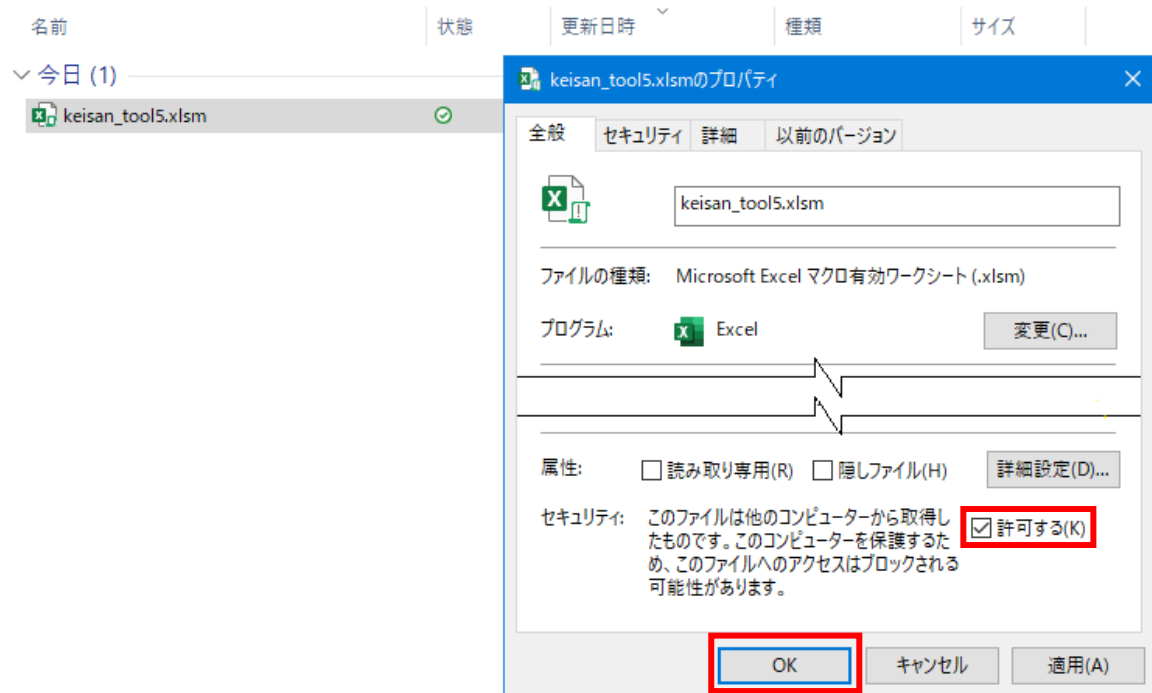 名前 状態 更新日時 種類 サイズ
今日 (1)
keisan_tool5.xlsm
keisan_tool5.xlsmのプロパティ
全般 セキュリティ 詳細 以前のバージョン
keisan_tool5.xlsm
ファイルの種類: Microsoft Excel マクロ有効ワークシート (.xlsm)
プログラム: Excel 変更(C)...
属性: 読み取り専用(R) 隠しファイル(H) 詳細設定(D)...
セキュリティ: このファイルは他のコンピューターから取得し
たものです。このコンピューターを保護するた
め、このファイルへのアクセスはブロックされる
可能性があります。
許可する(K)
OK キャンセル 適用(A)